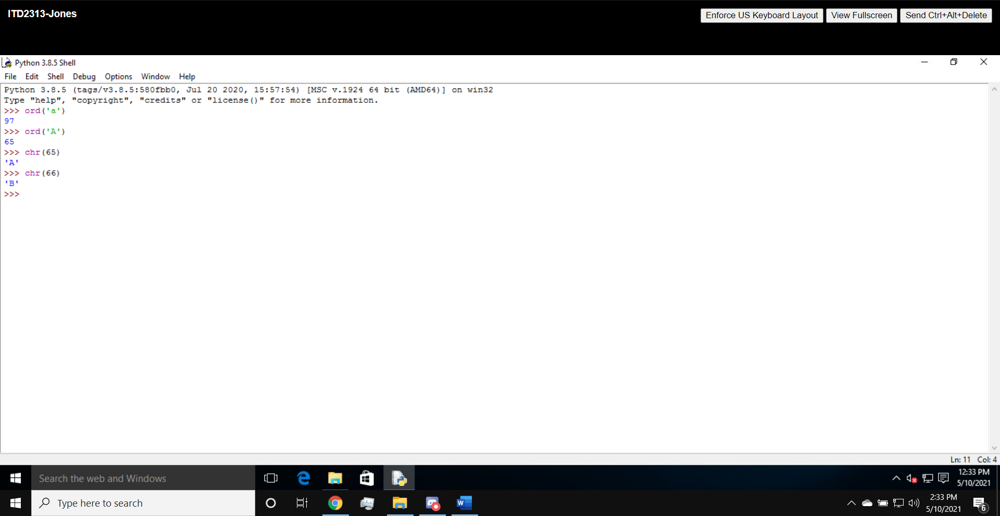 ITD2313-Jones
Enforce US Keyboard Layout View Fullscreen Send Ctrl+Alt+Delete
Python 3.8.5 Shell
File Edit Shell Debug Options Window Help
Python 3.8.5 (tags/v3.8.5:580fbb0, Jul 20 2020, 15:57:54) [MSC v.1924 64 bit (AMD64)] on win32
Type "help", "copyright", "credits" or "license()" for more information.
>>> ord('a')
97
>>> ord('A')
65
>>> chr(65)
'A'
>>> chr(66)
'B'
>>>
Ln: 11 Col: 4
Search the web and Windows
12:33 PM
5/10/2021
Type here to search
W
2:33 PM
5/10/2021
6